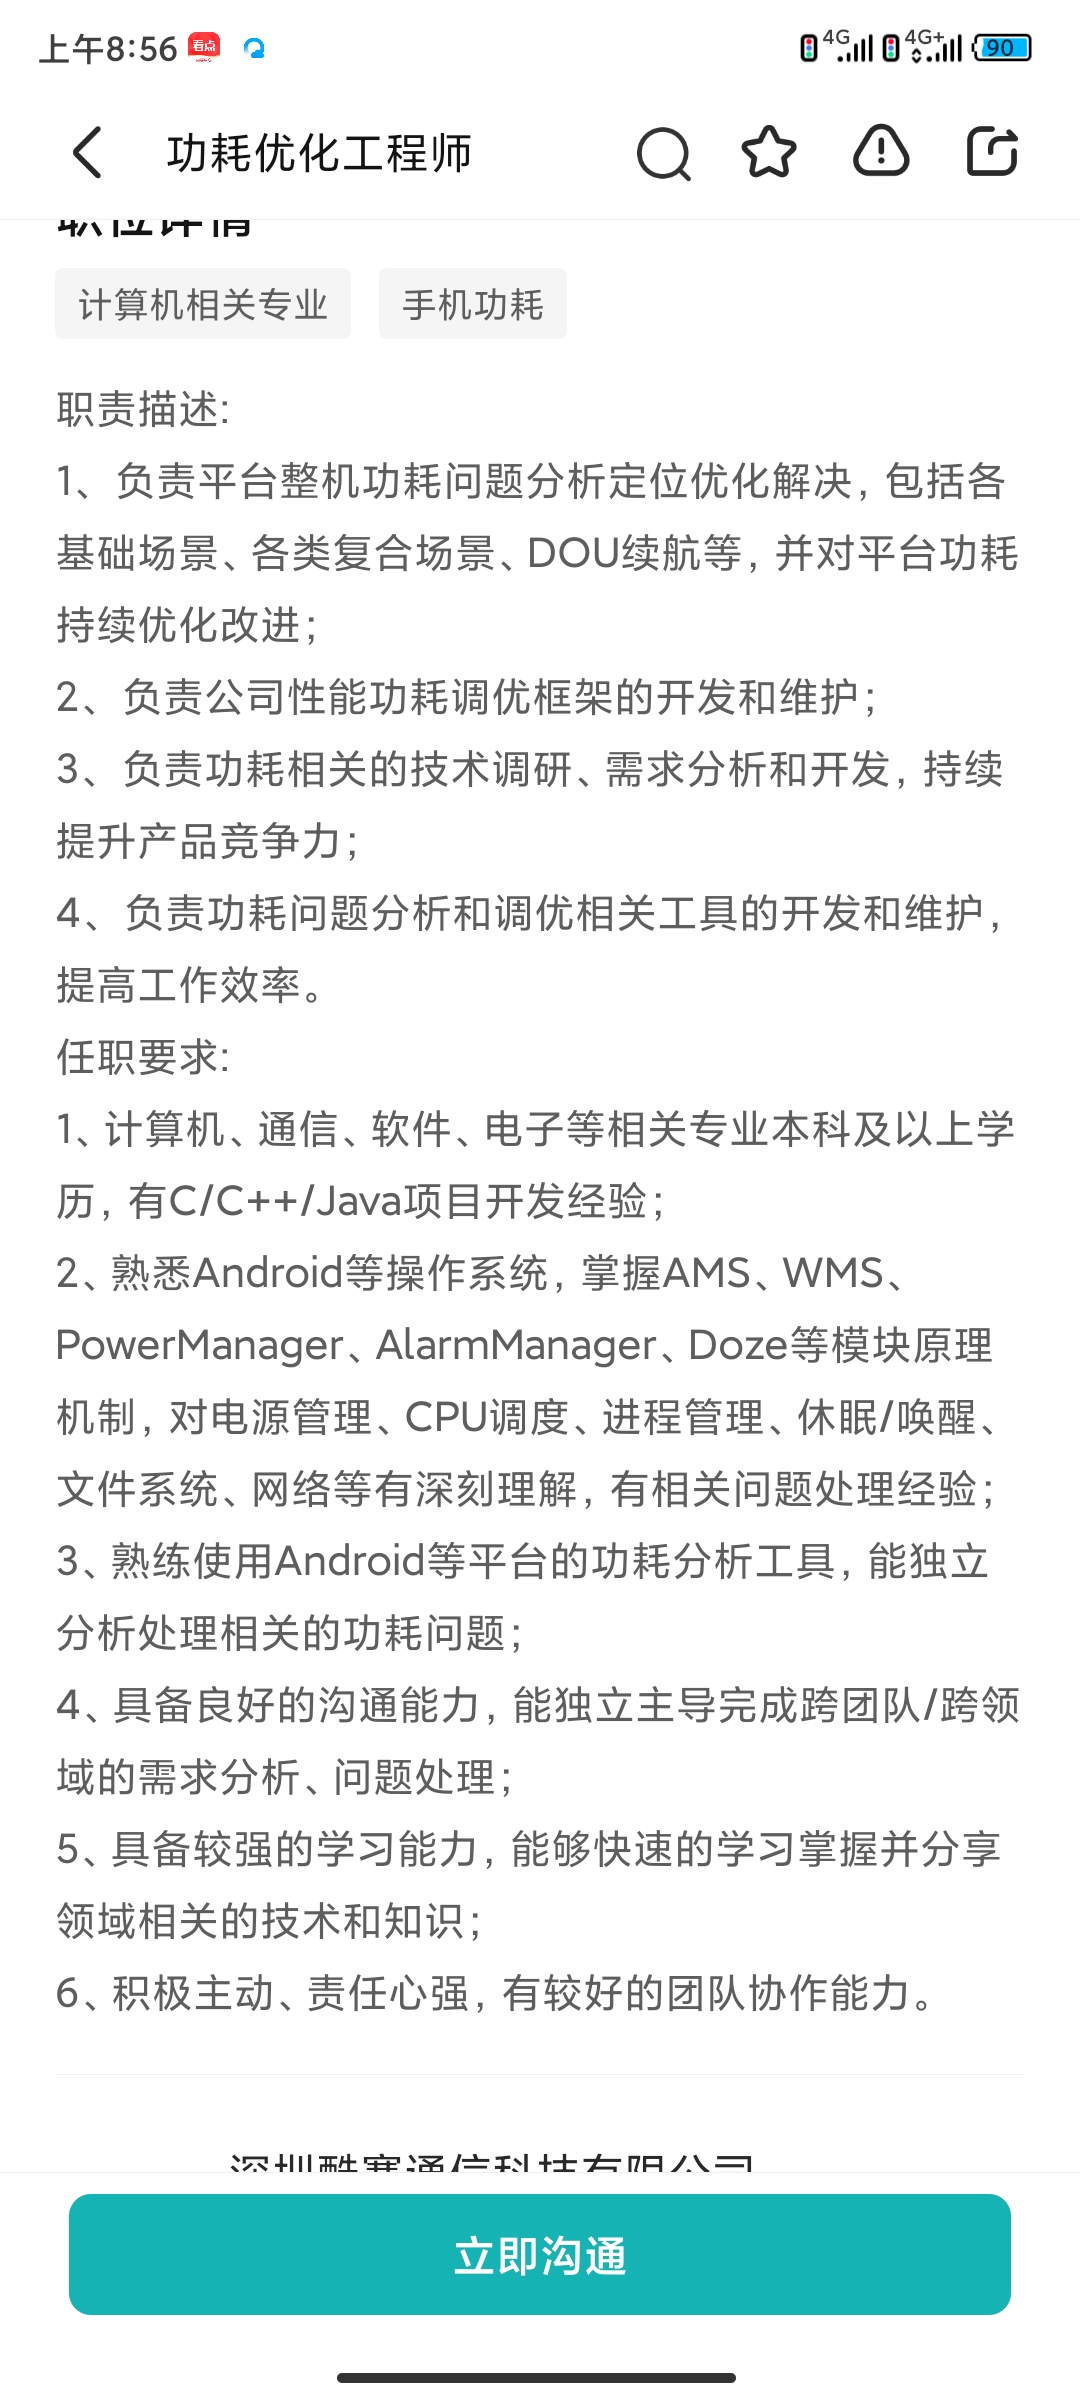 上午8:56 看点
4G 4G+ 90
功耗优化工程师
职位详情
计算机相关专业 手机功耗
职责描述:
1、负责平台整机功耗问题分析定位优化解决，包括各
基础场景、各类复合场景、DOU续航等，并对平台功耗
持续优化改进；
2、负责公司性能功耗调优框架的开发和维护；
3、负责功耗相关的技术调研、需求分析和开发，持续
提升产品竞争力；
4、负责功耗问题分析和调优相关工具的开发和维护，
提高工作效率。
任职要求:
1、计算机、通信、软件、电子等相关专业本科及以上学
历，有C/C++/Java项目开发经验；
2、熟悉Android等操作系统，掌握AMS、WMS、
PowerManager、AlarmManager、Doze等模块原理
机制，对电源管理、CPU调度、进程管理、休眠/唤醒、
文件系统、网络等有深刻理解，有相关问题处理经验；
3、熟练使用Android等平台的功耗分析工具，能独立
分析处理相关的功耗问题；
4、具备良好的沟通能力，能独立主导完成跨团队/跨领
域的需求分析、问题处理；
5、具备较强的学习能力，能够快速的学习掌握并分享
领域相关的技术和知识；
6、积极主动、责任心强，有较好的团队协作能力。
深圳酷赛通信科技有限公司
立即沟通